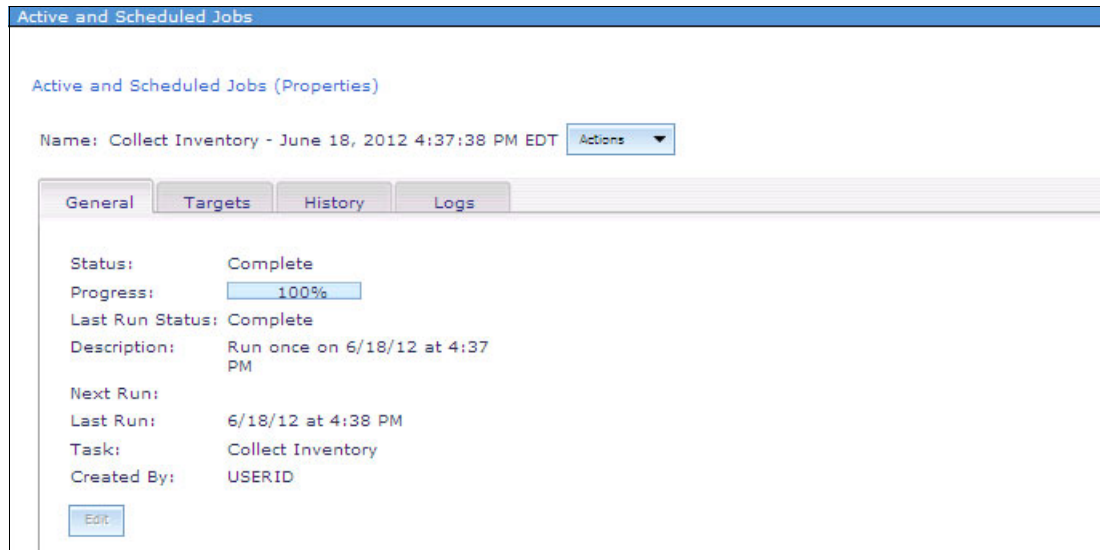 Active and Scheduled Jobs
Active and Scheduled Jobs (Properties)
Name: Collect Inventory - June 18, 2012 4:37:38 PM EDT Actions
General Targets History Logs
Status: Complete
Progress: 100%
Last Run Status: Complete
Description: Run once on 6/18/12 at 4:37
PM
Next Run:
Last Run: 6/18/12 at 4:38 PM
Task: Collect Inventory
Created By: USERID
Edit